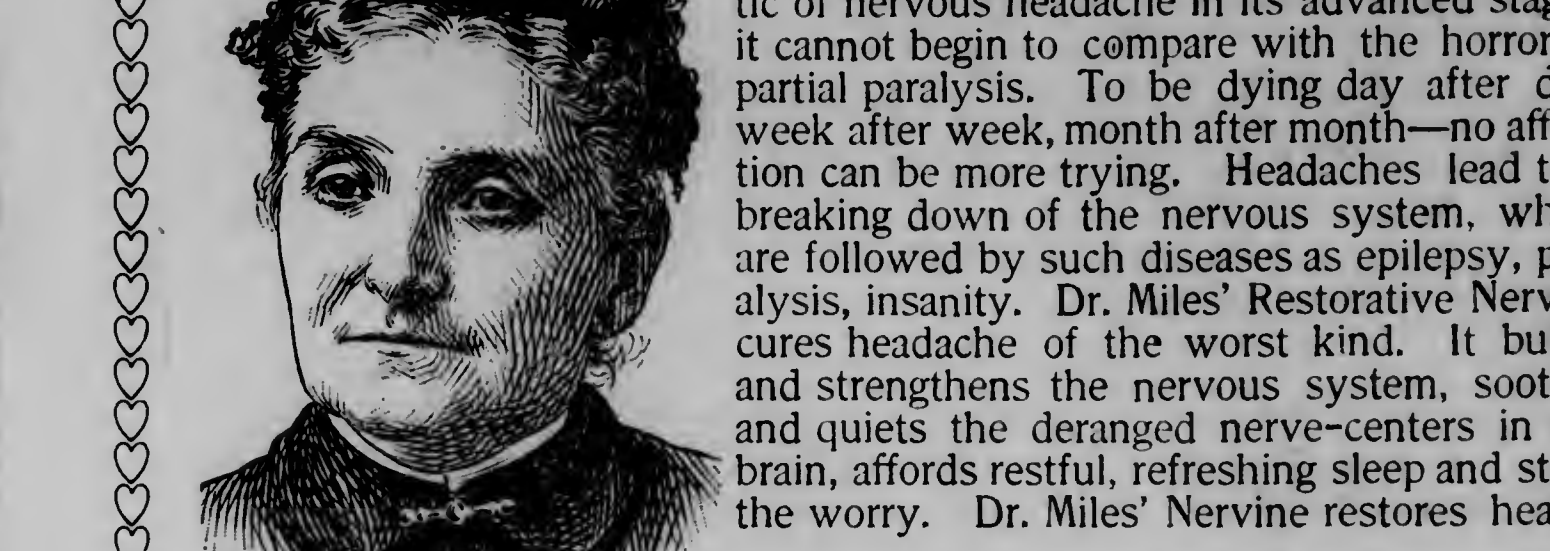 tic or nervous headache in its advanced stag
it cannot begin to compare with the horror
partial paralysis. To be dying day after d
week after week, month after month—no aff
tion can be more trying. Headaches lead t
breaking down of the nervous system, wh
are followed by such diseases as epilepsy, p
alysis, insanity. Dr. Miles' Restorative Nerv
cures headache of the worst kind. It bu
and strengthens the nervous system, soot
and quiets the deranged nerve-centers in
brain, affords restful, refreshing sleep and st
the worry. Dr. Miles' Nervine restores hea